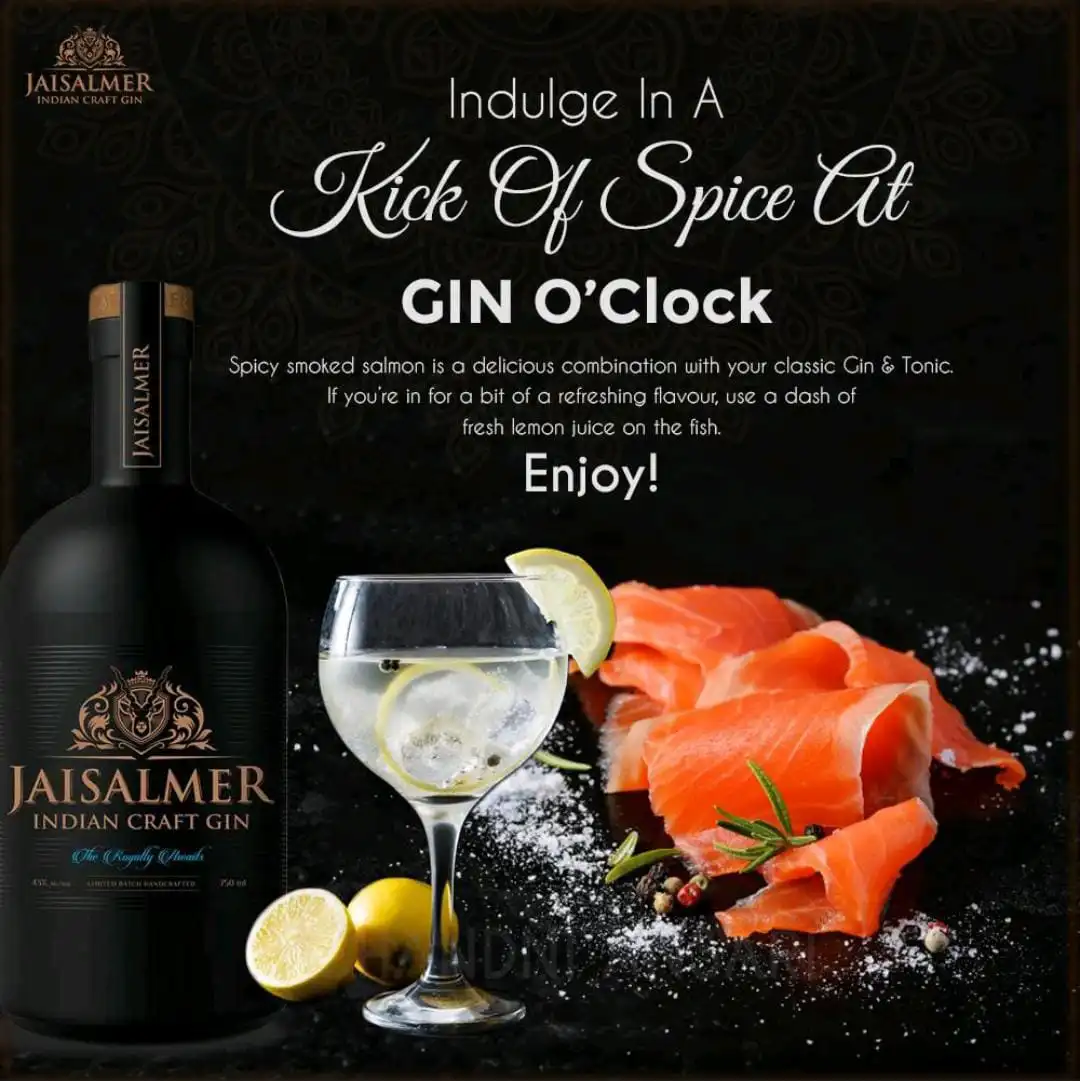 JAISALMER
INDIAN CRAFT GIN
Indulge In A
Kick Of Spice At
GIN O'Clock
Spicy smoked salmon is a delicious combination with your classic Gin & Tonic.
If you're in for a bit of a refreshing flavour, use a dash of
fresh lemon juice on the fish.
Enjoy!
JAISALMER
JAISALMER
INDIAN CRAFT GIN
The Royalty Awaits
LIMITED BATCH HANDCRAFTED
750 ml